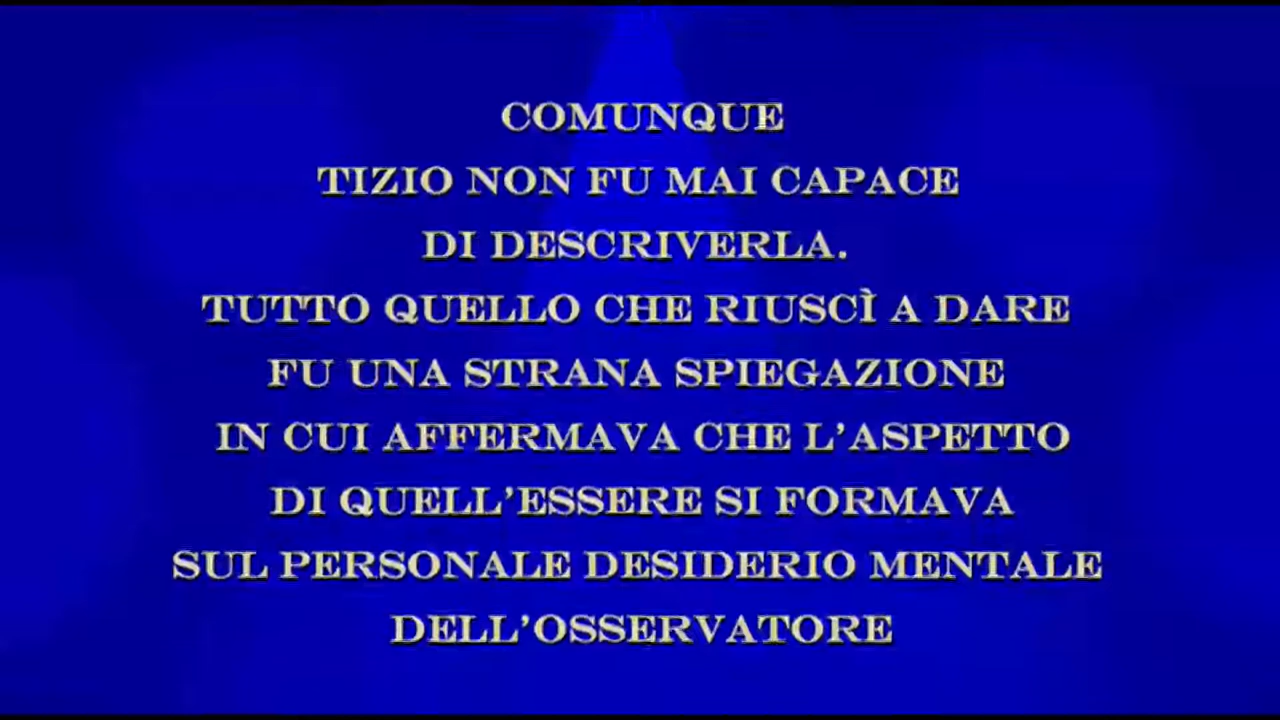 COMUNQUE
TIZIO NON FU MAI CAPACE
DI DESCRIVERLA.
TUTTO QUELLO CHE RIUSCÌ A DARE
FU UNA STRANA SPIEGAZIONE
IN CUI AFFERMAVA CHE L'ASPETTO
DI QUELL'ESSERE SI FORMAVA
SUL PERSONALE DESIDERIO MENTALE
DELL'OSSERVATORE